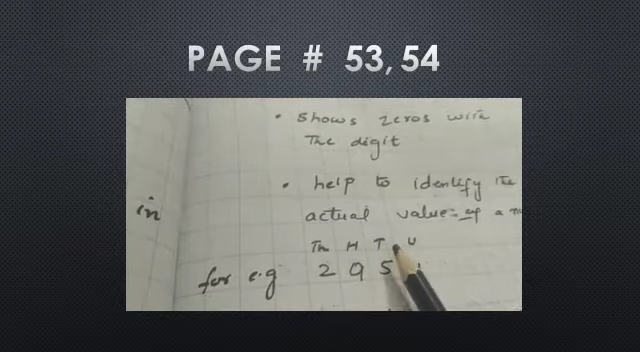 PAGE # 53,54
• Shows zeros with
The digit
• help to identify the
in
actual value of a
Th H T U
for e.g 2 9 5